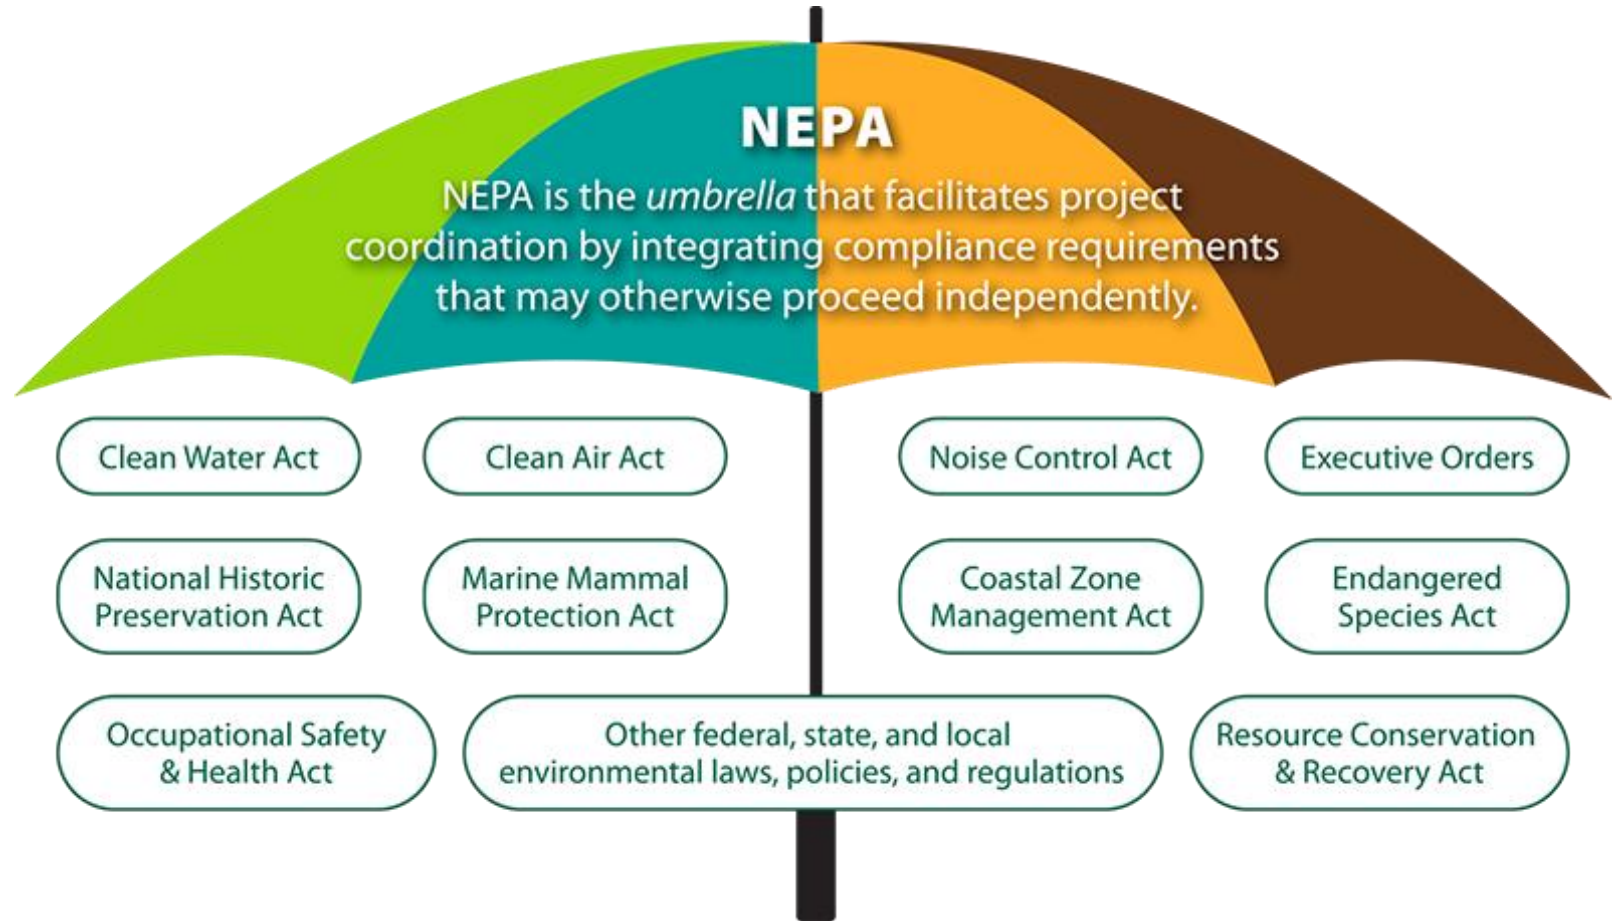 NEPA
NEPA is the umbrella that facilitates project
coordination by integrating compliance requirements
that may otherwise proceed independently.
Clean Water Act
Clean Air Act
Noise Control Act
Executive Orders
National Historic
Preservation Act
Marine Mammal
Protection Act
Coastal Zone
Management Act
Endangered
Species Act
Occupational Safety
& Health Act
Other federal, state, and local
environmental laws, policies, and regulations
Resource Conservation
& Recovery Act